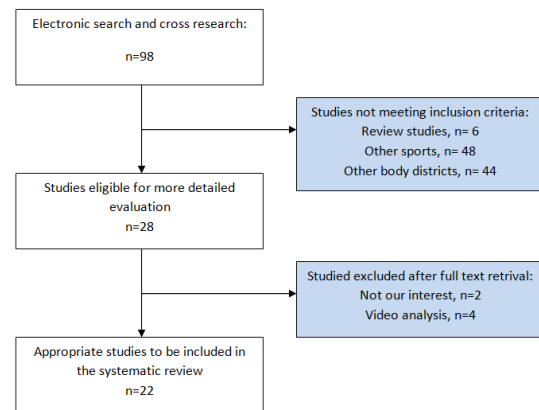 Electronic search and cross research:
n=98
Studies not meeting inclusion criteria:
Review studies, n= 6
Other sports, n= 48
Other body districts, n= 44
Studies eligible for more detailed
evaluation
n=28
Studied excluded after full text retrival:
Not our interest, n=2
Video analysis, n=4
Appropriate studies to be included in
the systematic review
n=22